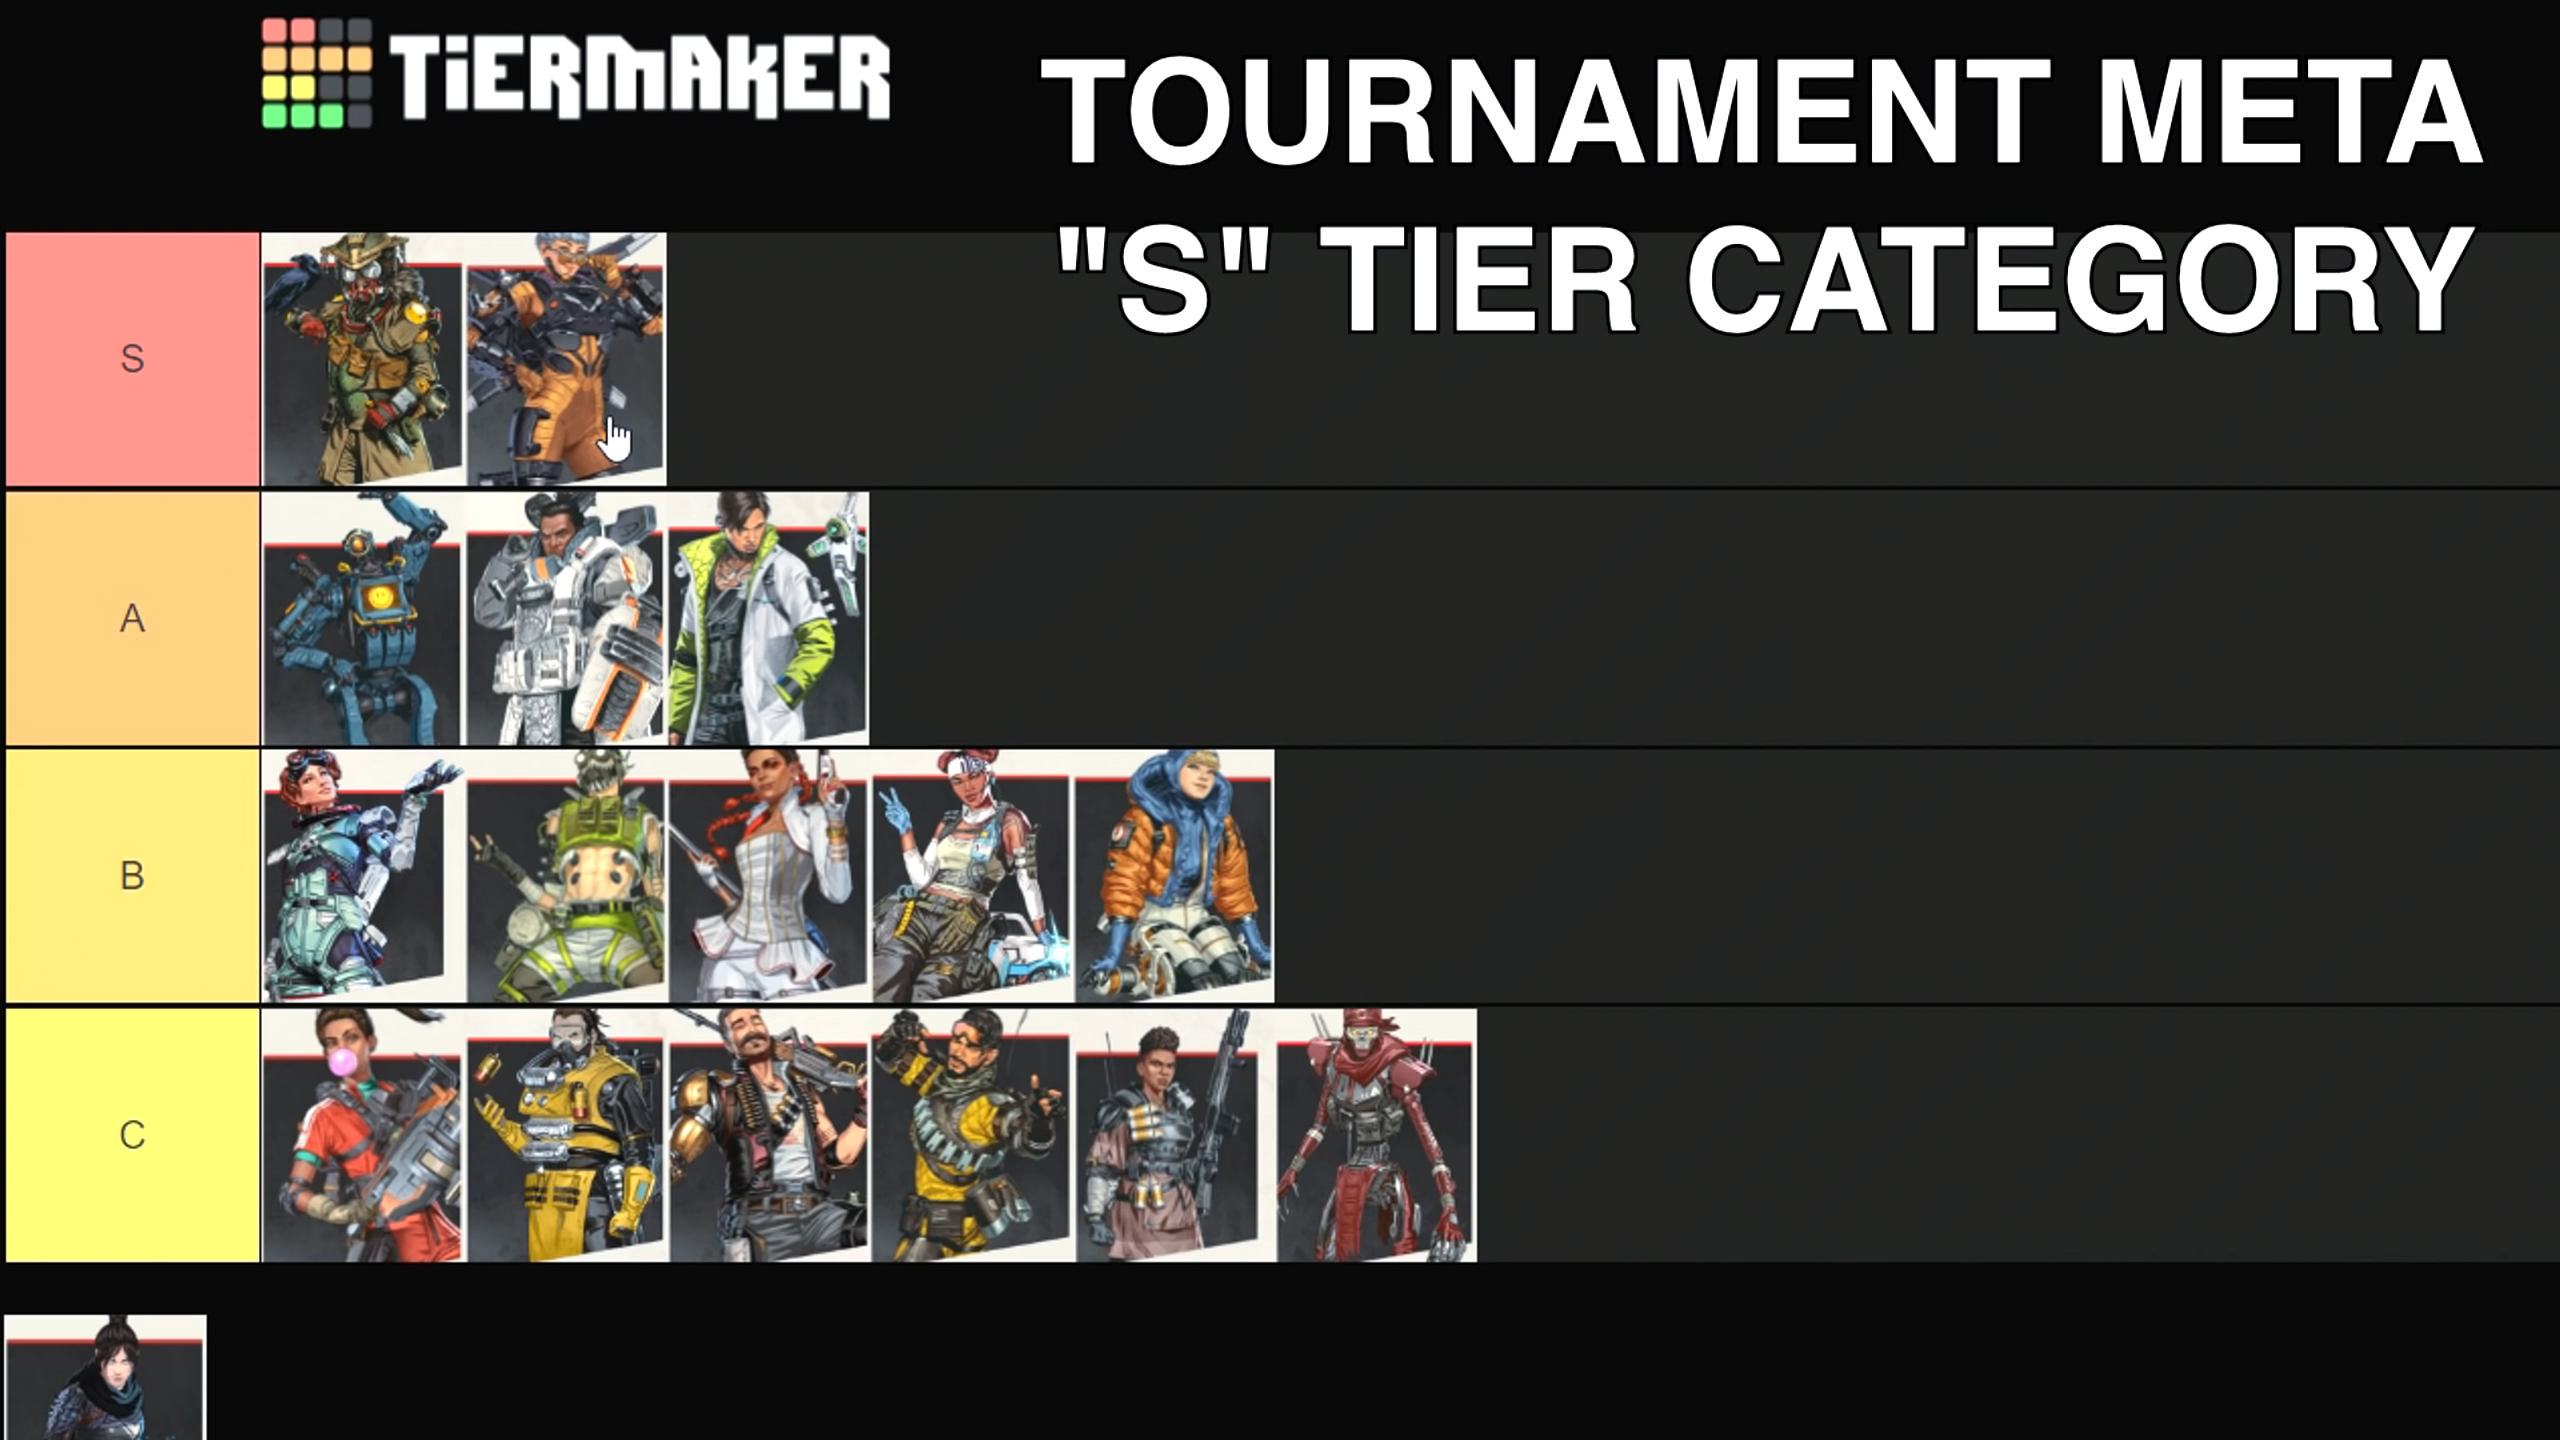 TiERMAKER
TOURNAMENT META
"S" TIER CATEGORY
S
A
B
C